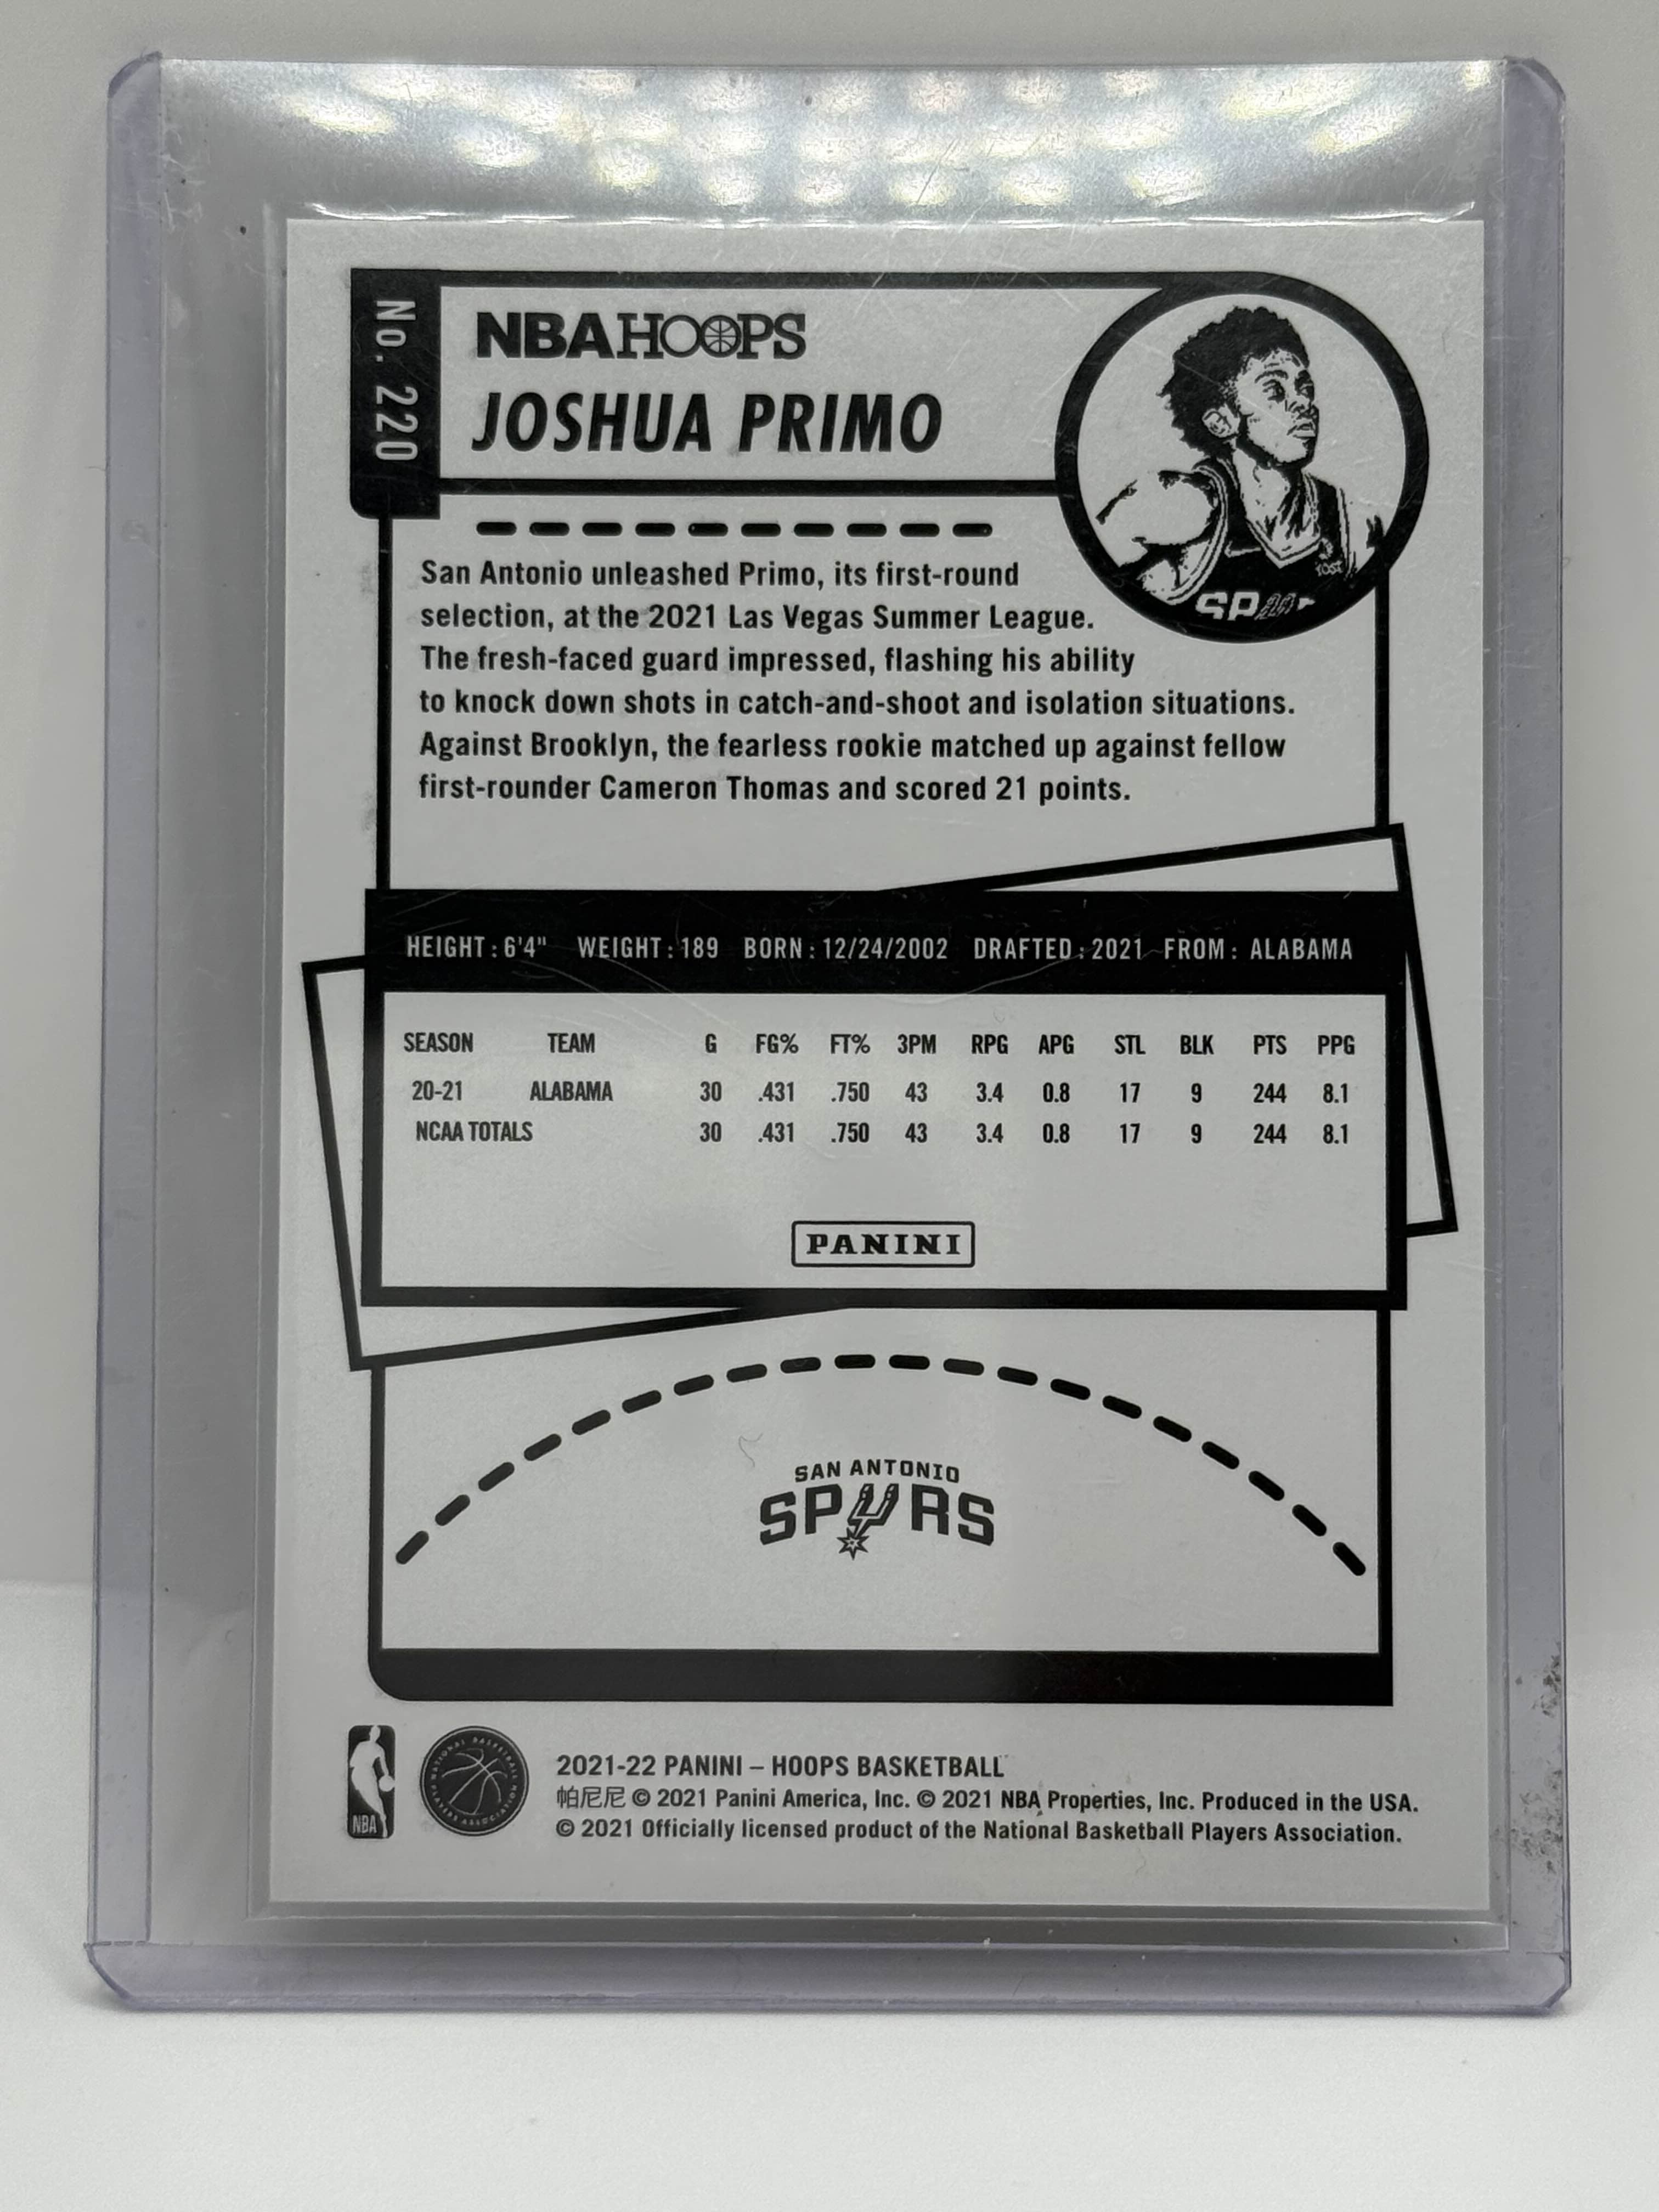 No. 220
NBA HOOPS
JOSHUA PRIMO
San Antonio unleashed Primo, its first-round
selection, at the 2021 Las Vegas Summer League.
The fresh-faced guard impressed, flashing his ability
to knock down shots in catch-and-shoot and isolation situations.
Against Brooklyn, the fearless rookie matched up against fellow
first-rounder Cameron Thomas and scored 21 points.
HEIGHT : 6'4" WEIGHT : 189 BORN : 12/24/2002 DRAFTED : 2021 FROM : ALABAMA
SEASON TEAM G FG% FT% 3PM RPG APG STL BLK PTS PPG
20-21 ALABAMA 30 .431 .750 43 3.4 0.8 17 9 244 8.1
NCAA TOTALS 30 .431 .750 43 3.4 0.8 17 9 244 8.1
PANINI
SAN ANTONIO
SPURS
NBA
NATIONAL BASKETBALL PLAYERS ASSOCIATION
2021-22 PANINI – HOOPS BASKETBALL
帕尼尼 © 2021 Panini America, Inc. © 2021 NBA Properties, Inc. Produced in the USA.
© 2021 Officially licensed product of the National Basketball Players Association.